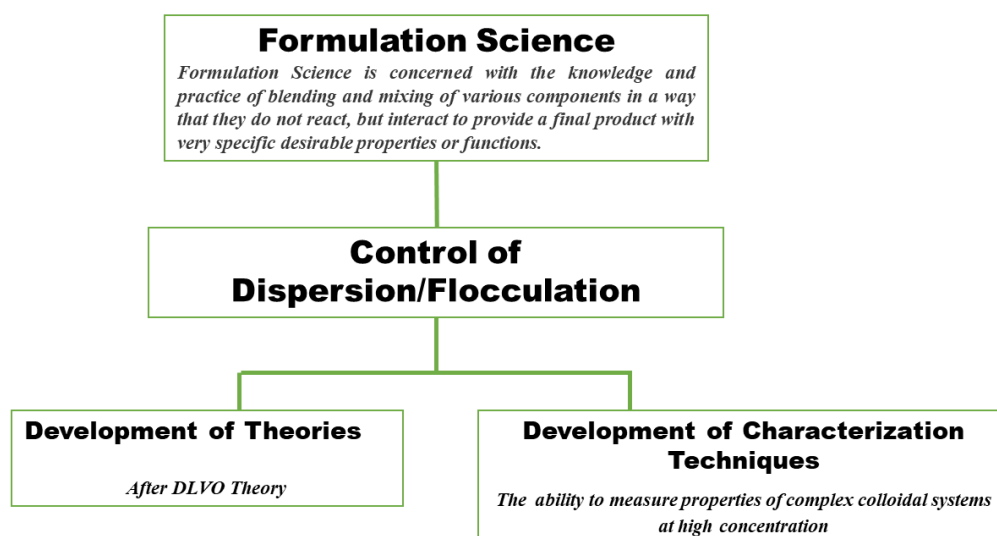 Formulation Science
Formulation Science is concerned with the knowledge and
practice of blending and mixing of various components in a way
that they do not react, but interact to provide a final product with
very specific desirable properties or functions.
Control of
Dispersion/Flocculation
Development of Theories
After DLVO Theory
Development of Characterization
Techniques
The ability to measure properties of complex colloidal systems
at high concentration